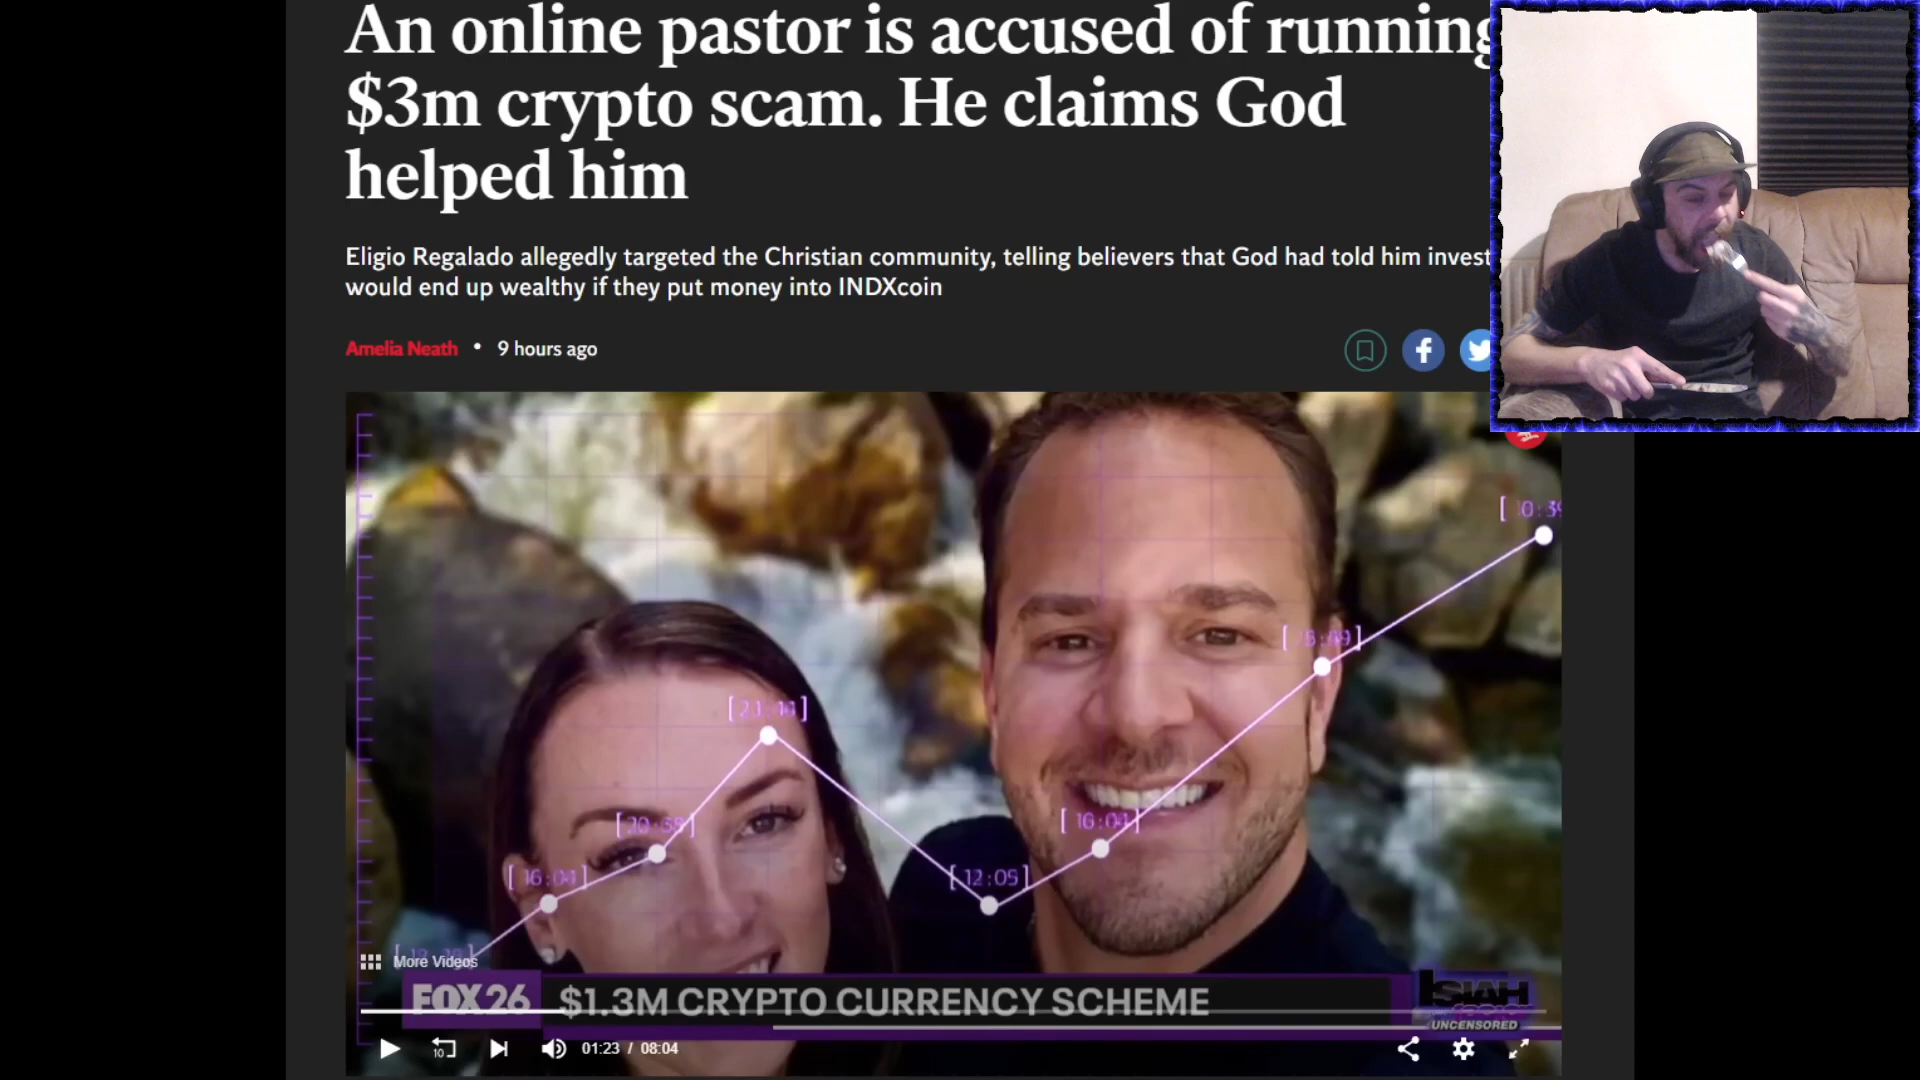 An online pastor is accused of running
$3m crypto scam. He claims God
helped him
Eligio Regalado allegedly targeted the Christian community, telling believers that God had told him invest
would end up wealthy if they put money into INDXcoin
Amelia Neath • 9 hours ago
[16:04]
[12:05]
[16:04]
More Videos
FOX 26 $1.3M CRYPTO CURRENCY SCHEME
ISIAH
UNCENSORED
10
01:23 / 08:04